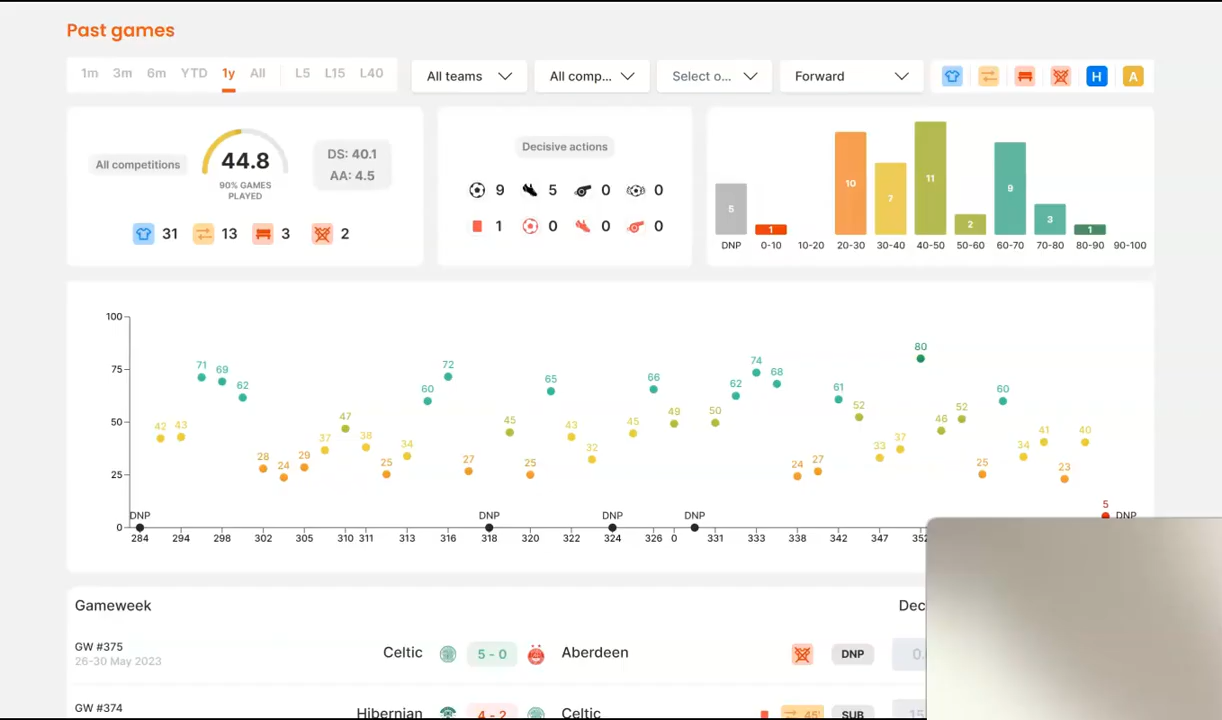 Past games
1m 3m 6m YTD 1y All L5 L15 L40
All teams
All comp...
Select o...
Forward
H
A
All competitions
44.8
90% GAMES
PLAYED
DS: 40.1
AA: 4.5
31 13 3 2
Decisive actions
9 5 0 0
1 0 0 0
5 1 10 7 11 2 9 3 1
DNP 0-10 10-20 20-30 30-40 40-50 50-60 60-70 70-80 80-90 90-100
100
75
50
25
0
DNP 42 43 71 69 62 28 24 29 37 47 38 25 34 60 72 27 DNP 45 25 65 43 32 DNP 45 66 49 DNP 50 62 74 68 24 27 61 52 33 37 80 46 52 25 60 34 41 23 40 5 DNP
284 294 298 302 305 310 311 313 316 318 320 322 324 326 0 331 333 338 342 347 352
Gameweek
Dec
GW #375
26-30 May 2023
Celtic 5 - 0 Aberdeen
DNP
0.
GW #374
Hibernian 4 - 2 Celtic
45'
SUB
15